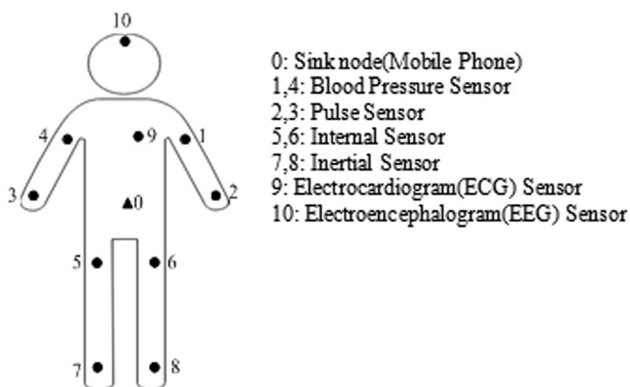 10
0: Sink node(Mobile Phone)
1,4: Blood Pressure Sensor
2,3: Pulse Sensor
5,6: Internal Sensor
7,8: Inertial Sensor
9: Electrocardiogram(ECG) Sensor
10: Electroencephalogram(EEG) Sensor
4
9
1
3
0
2
5
6
7
8